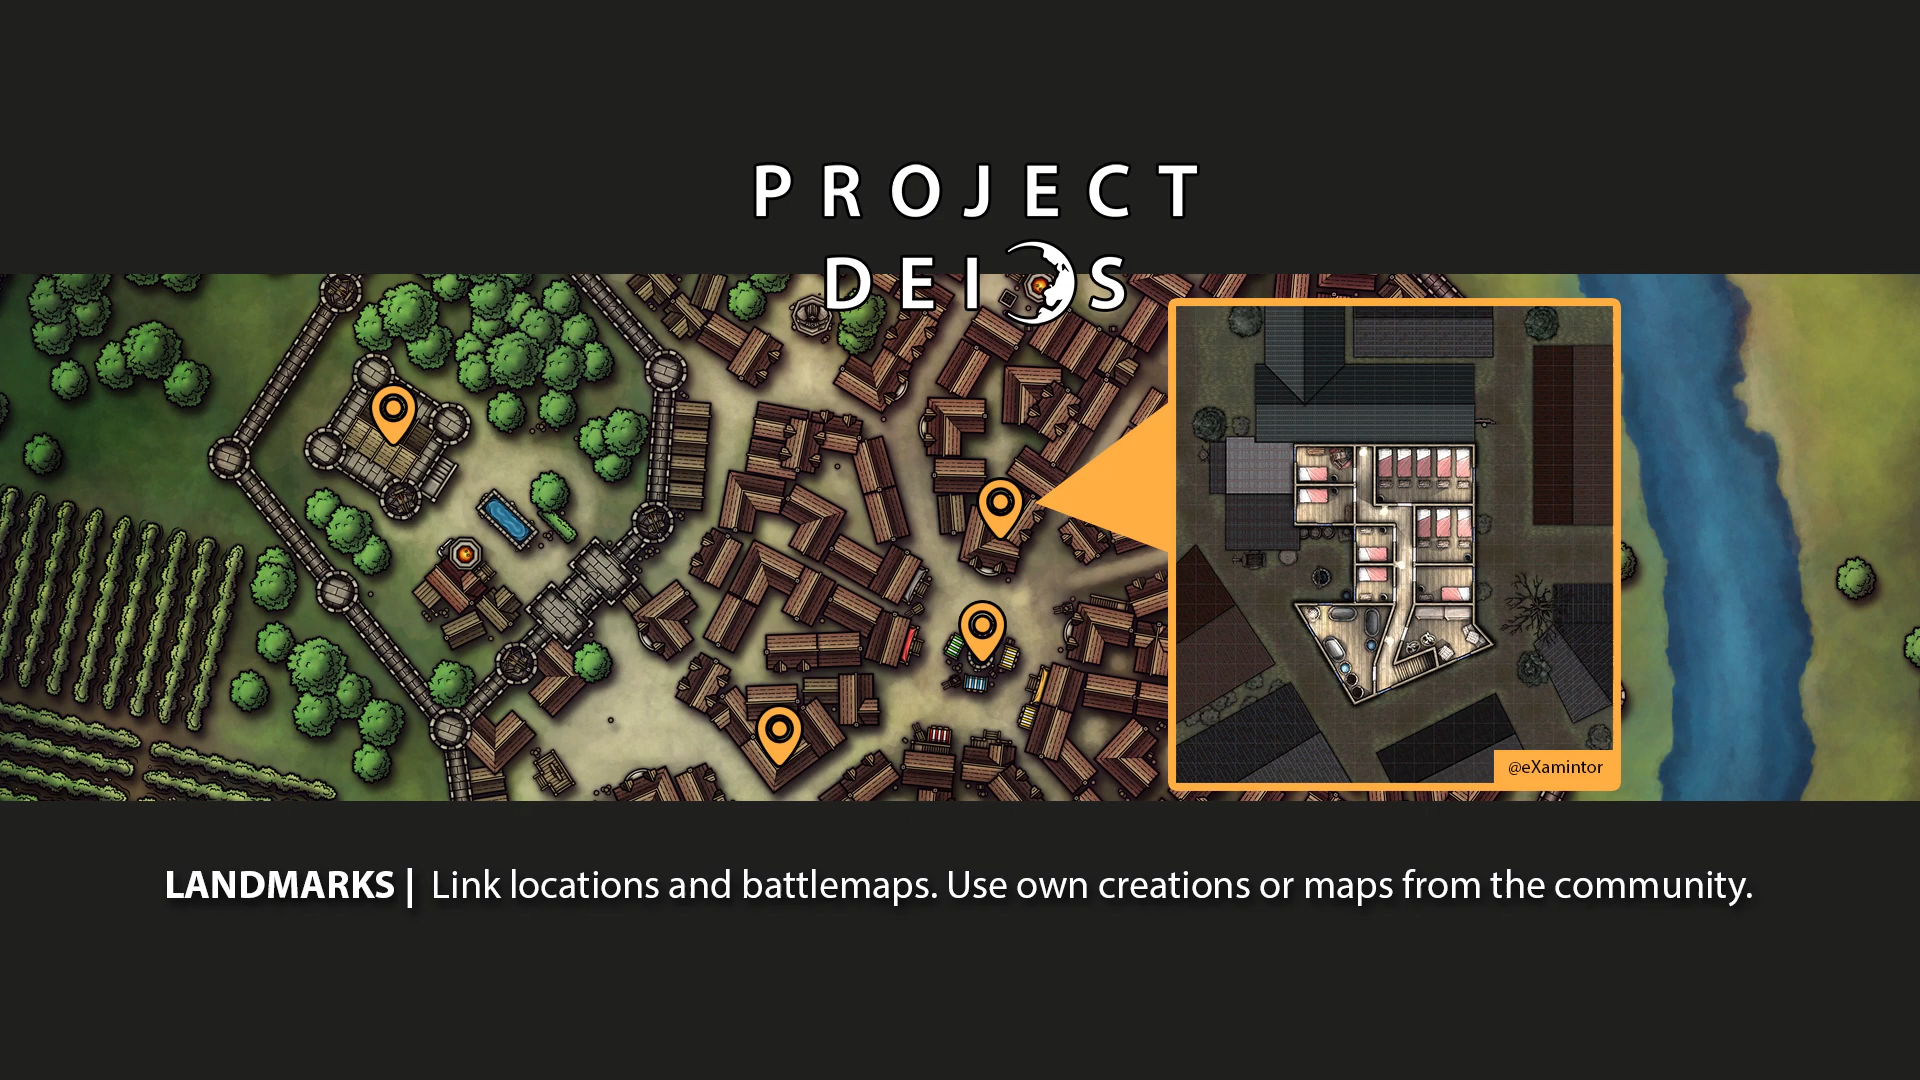 PROJECT
DEIOS
@eXamintor
LANDMARKS | Link locations and battlemaps. Use own creations or maps from the community.